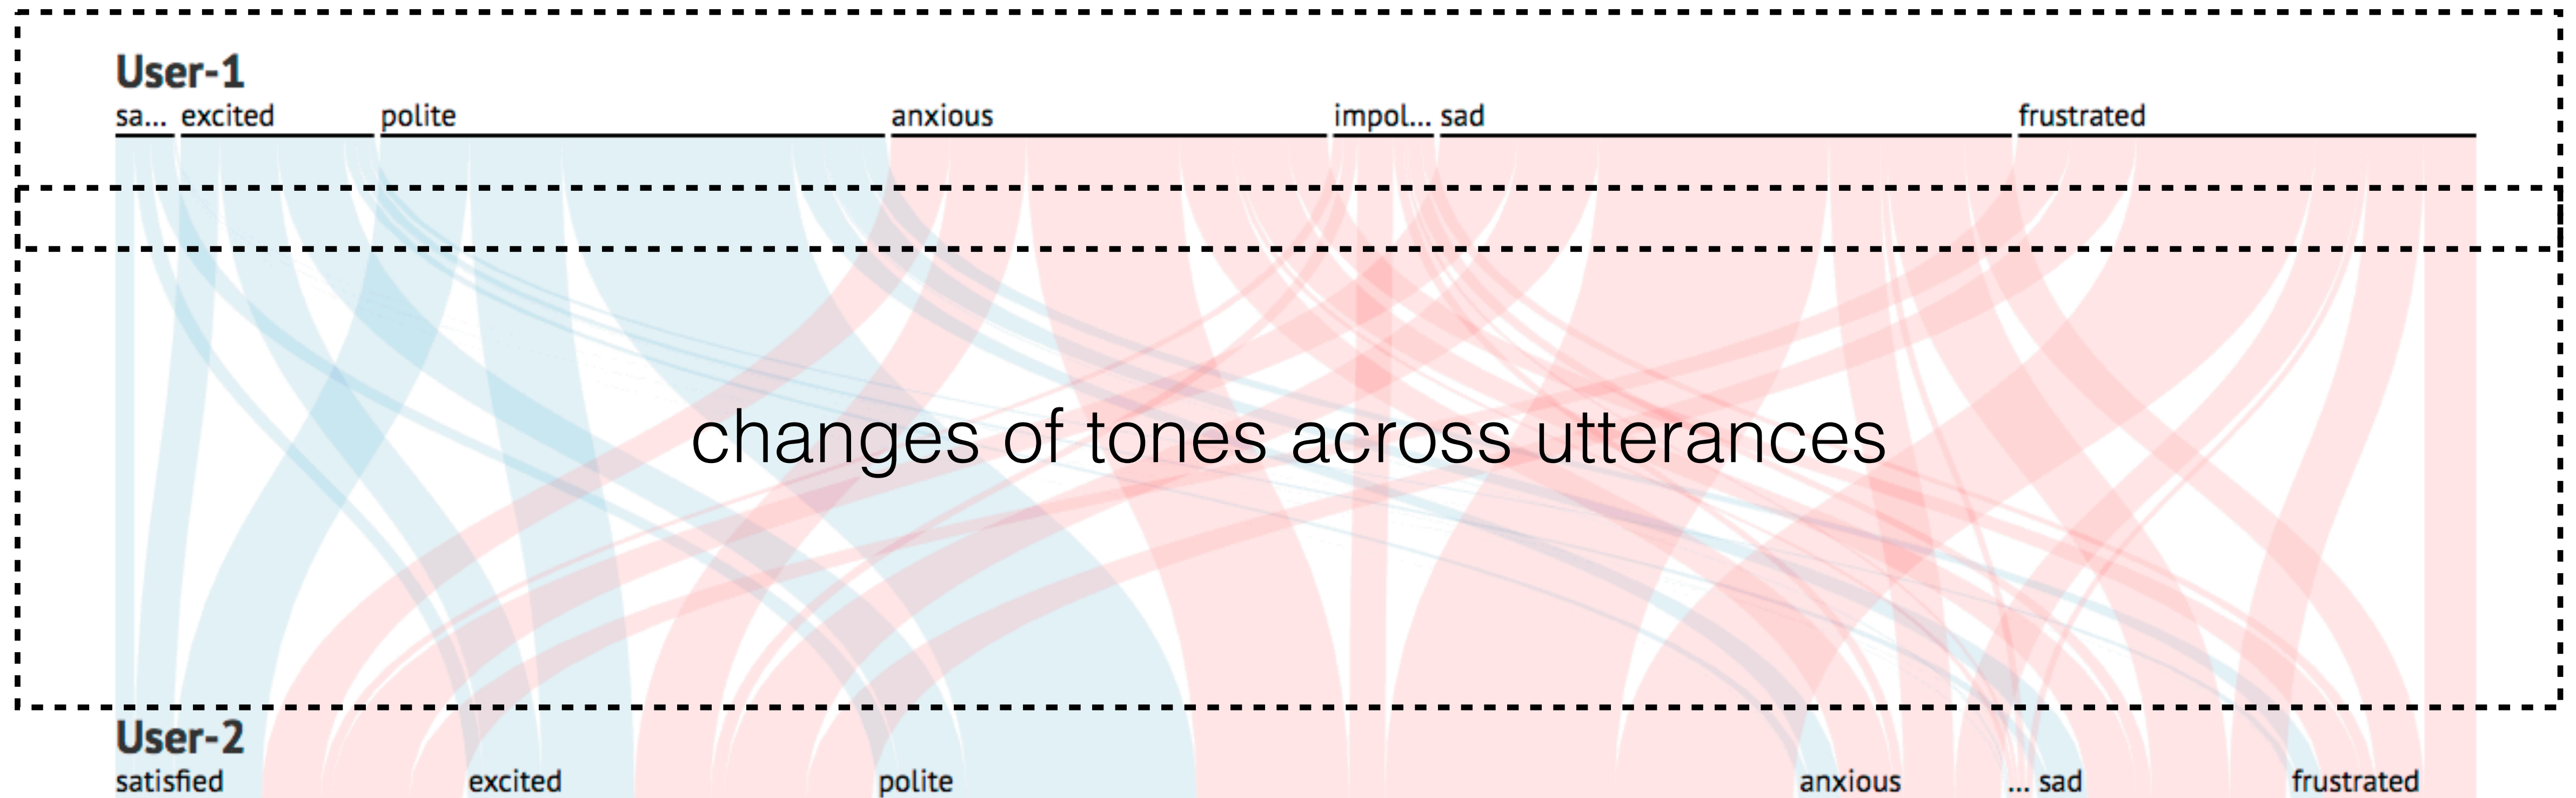 User-1
sa... excited polite anxious impol... sad frustrated
changes of tones across utterances
User-2
satisfied excited polite anxious ... sad frustrated